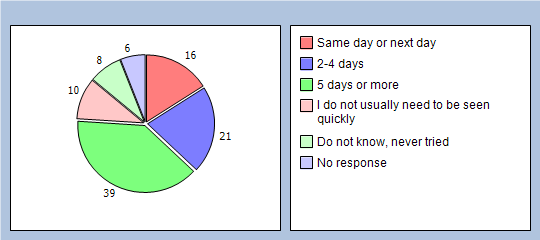 6
16
8
10
21
39
Same day or next day
2-4 days
5 days or more
I do not usually need to be seen
quickly
Do not know, never tried
No response